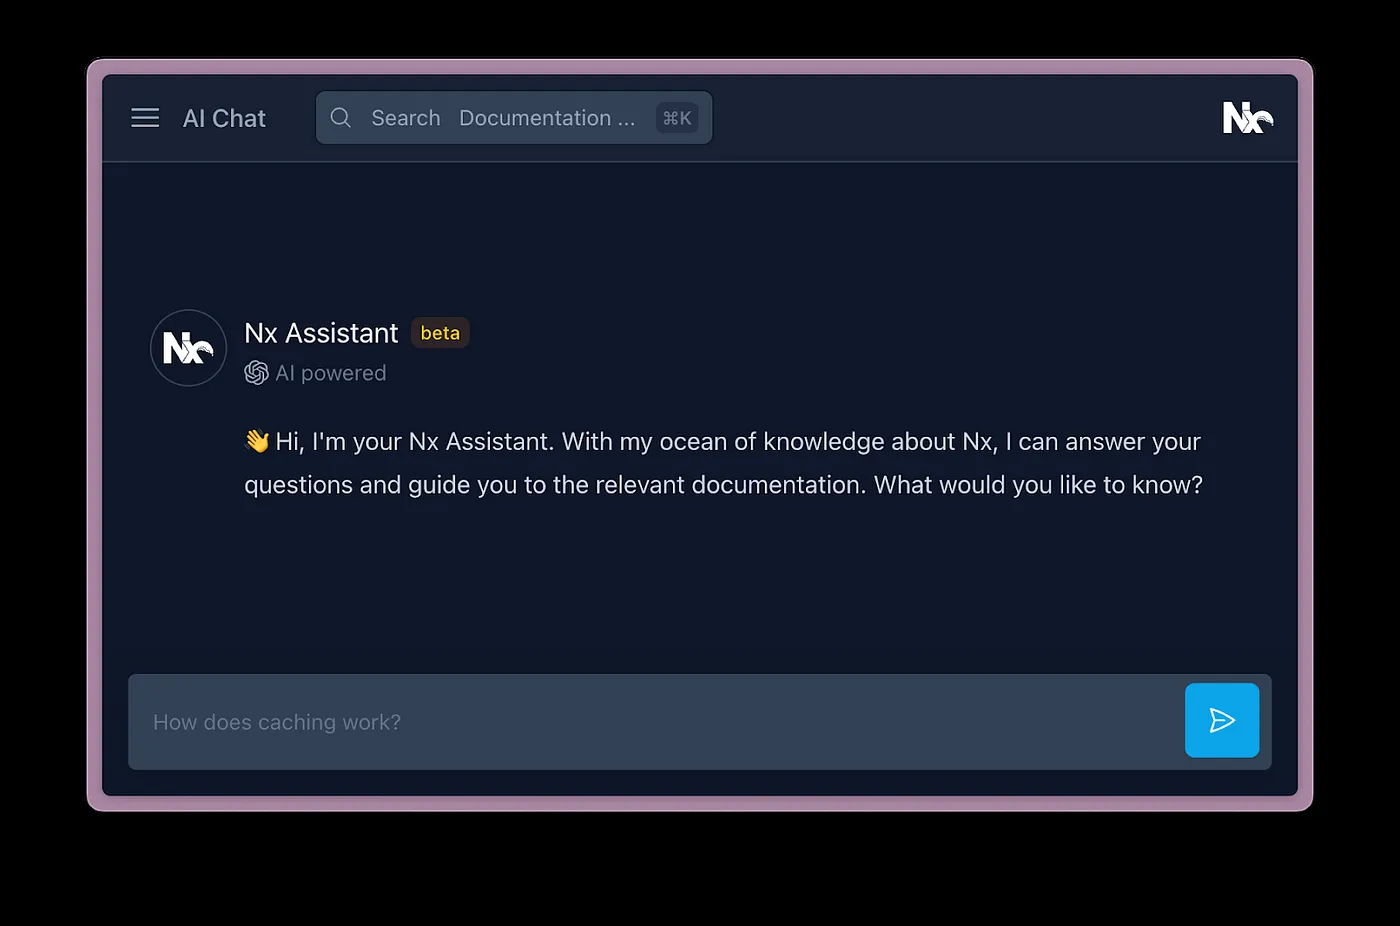 AI Chat
Search Documentation ... ⌘K
Nx
Nx
Nx Assistant beta
AI powered
👋 Hi, I'm your Nx Assistant. With my ocean of knowledge about Nx, I can answer your
questions and guide you to the relevant documentation. What would you like to know?
How does caching work?